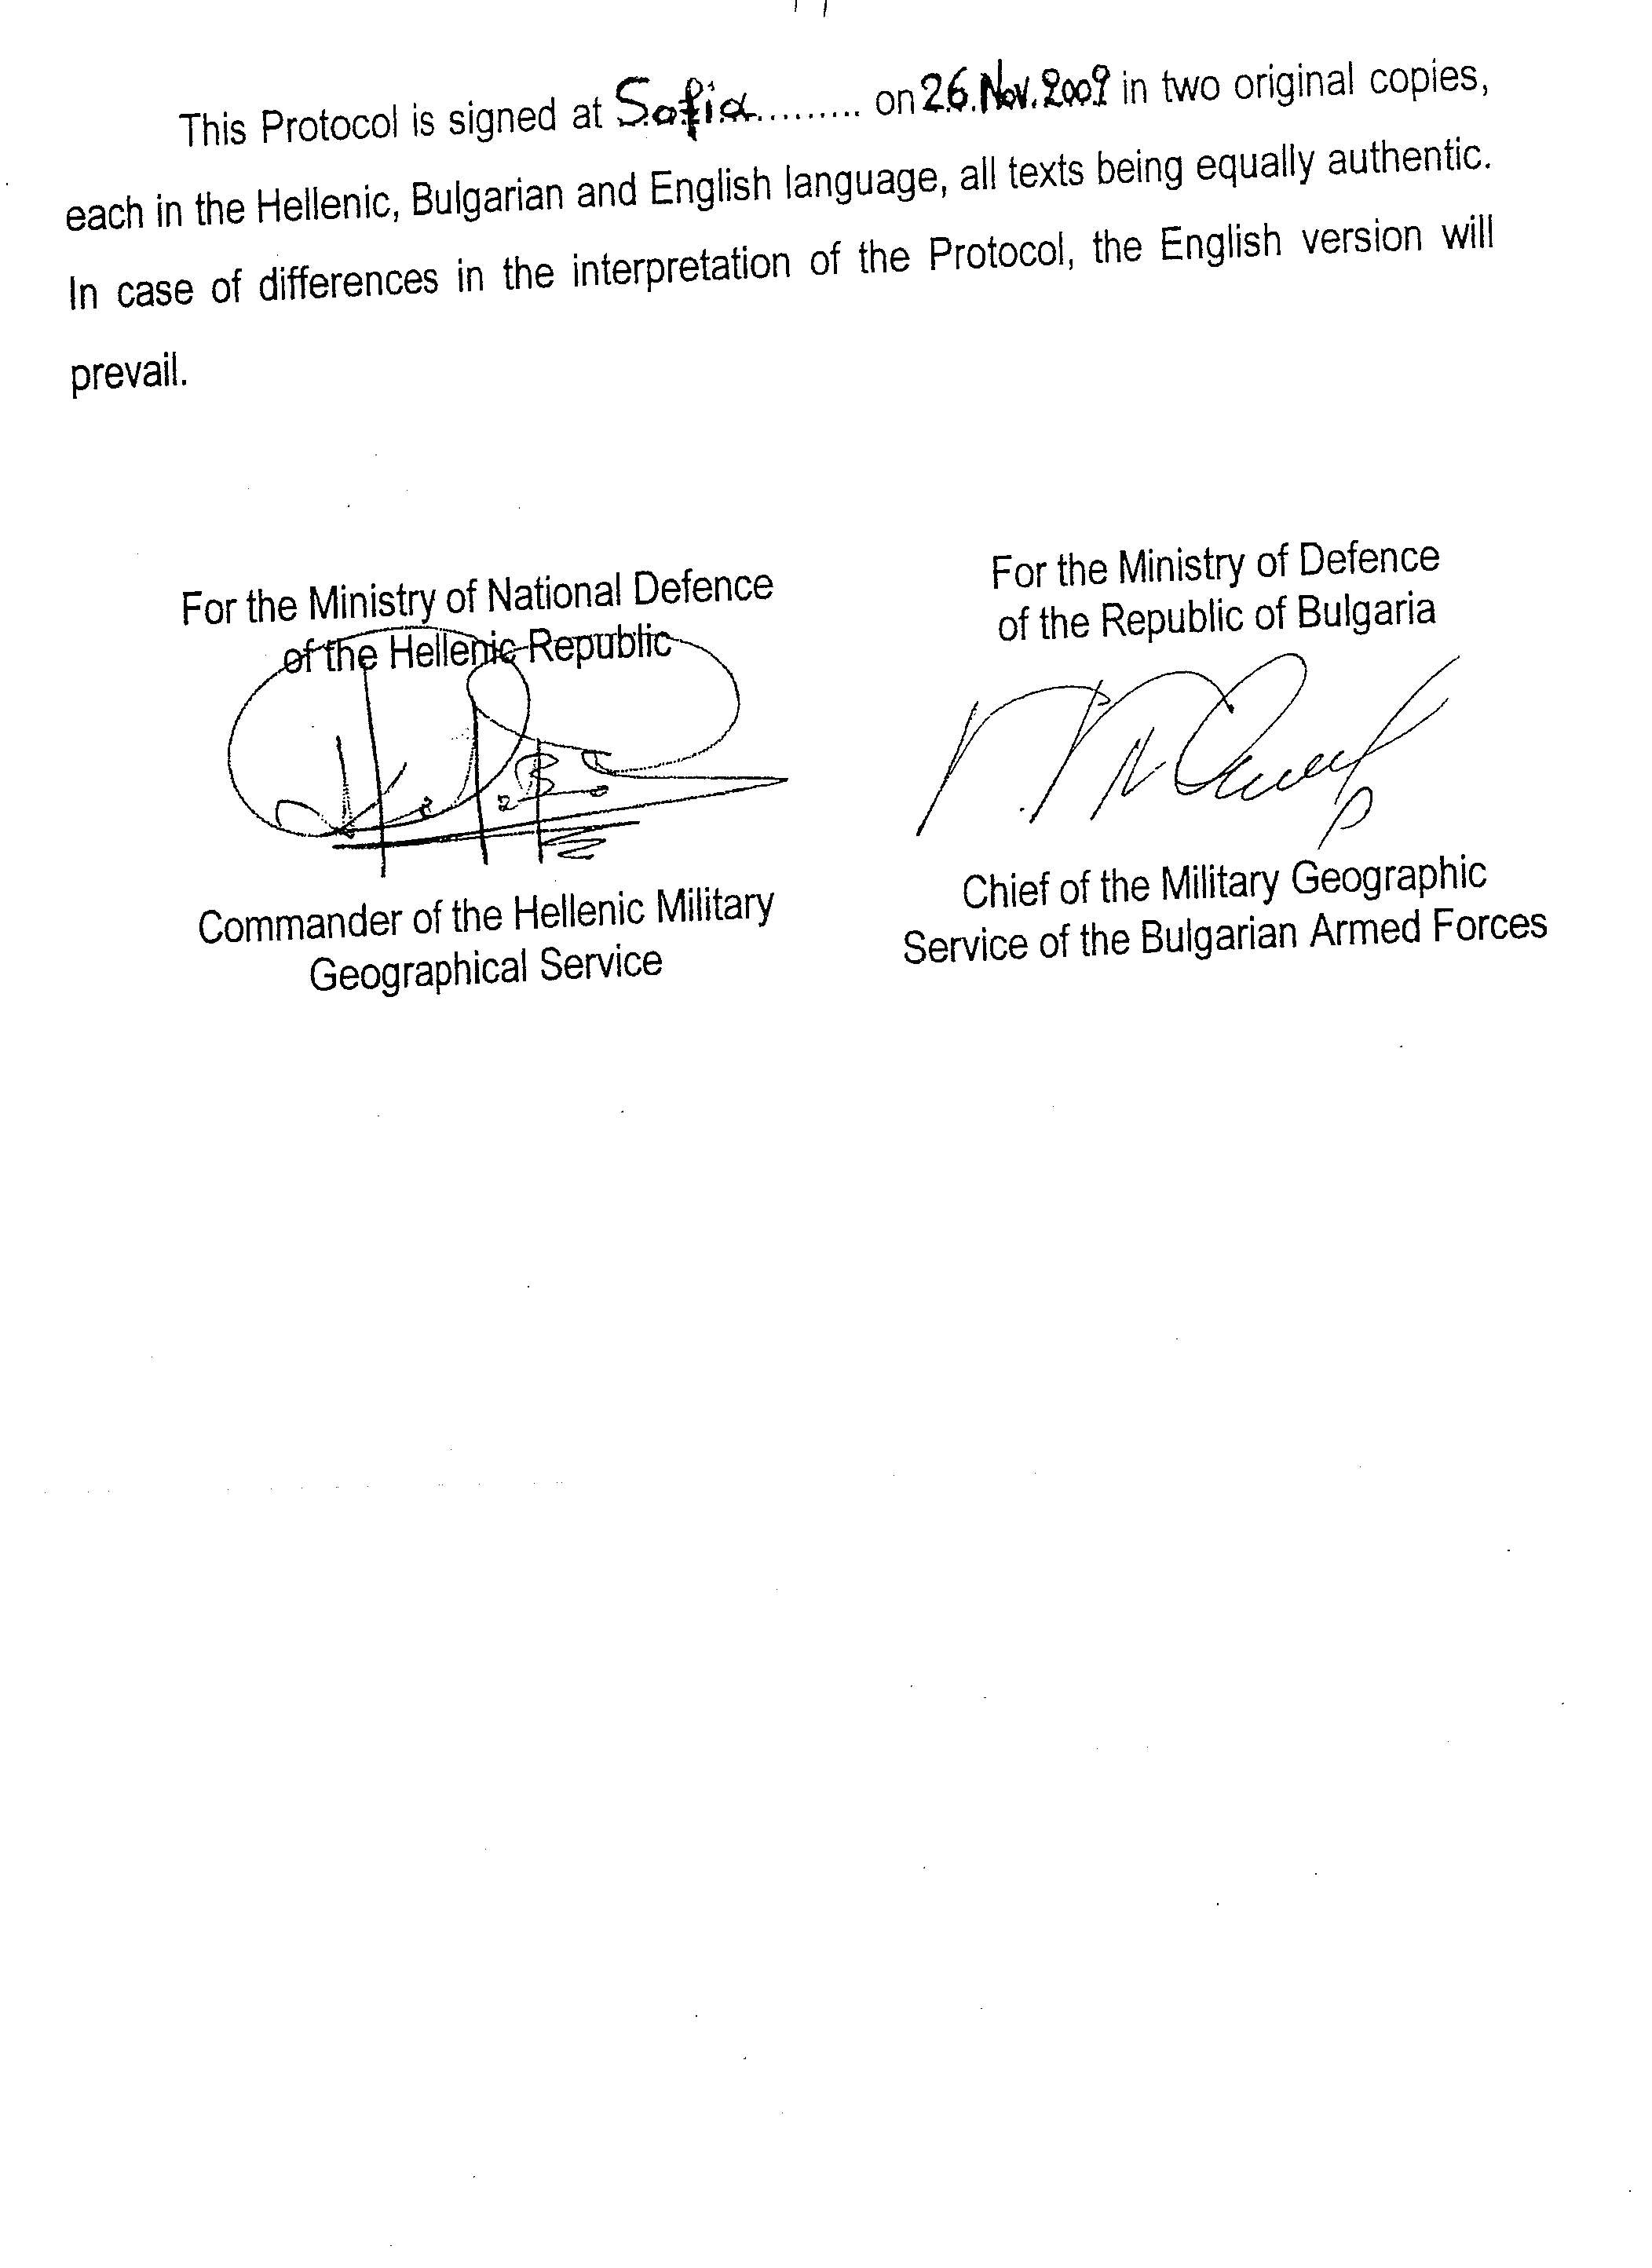 This Protocol is signed at Sofia......... on 26.Nov.2009 in two original copies,
each in the Hellenic, Bulgarian and English language, all texts being equally authentic.
In case of differences in the interpretation of the Protocol, the English version will
prevail.
For the Ministry of National Defence
of the Hellenic Republic
Commander of the Hellenic Military
Geographical Service
For the Ministry of Defence
of the Republic of Bulgaria
Chief of the Military Geographic
Service of the Bulgarian Armed Forces